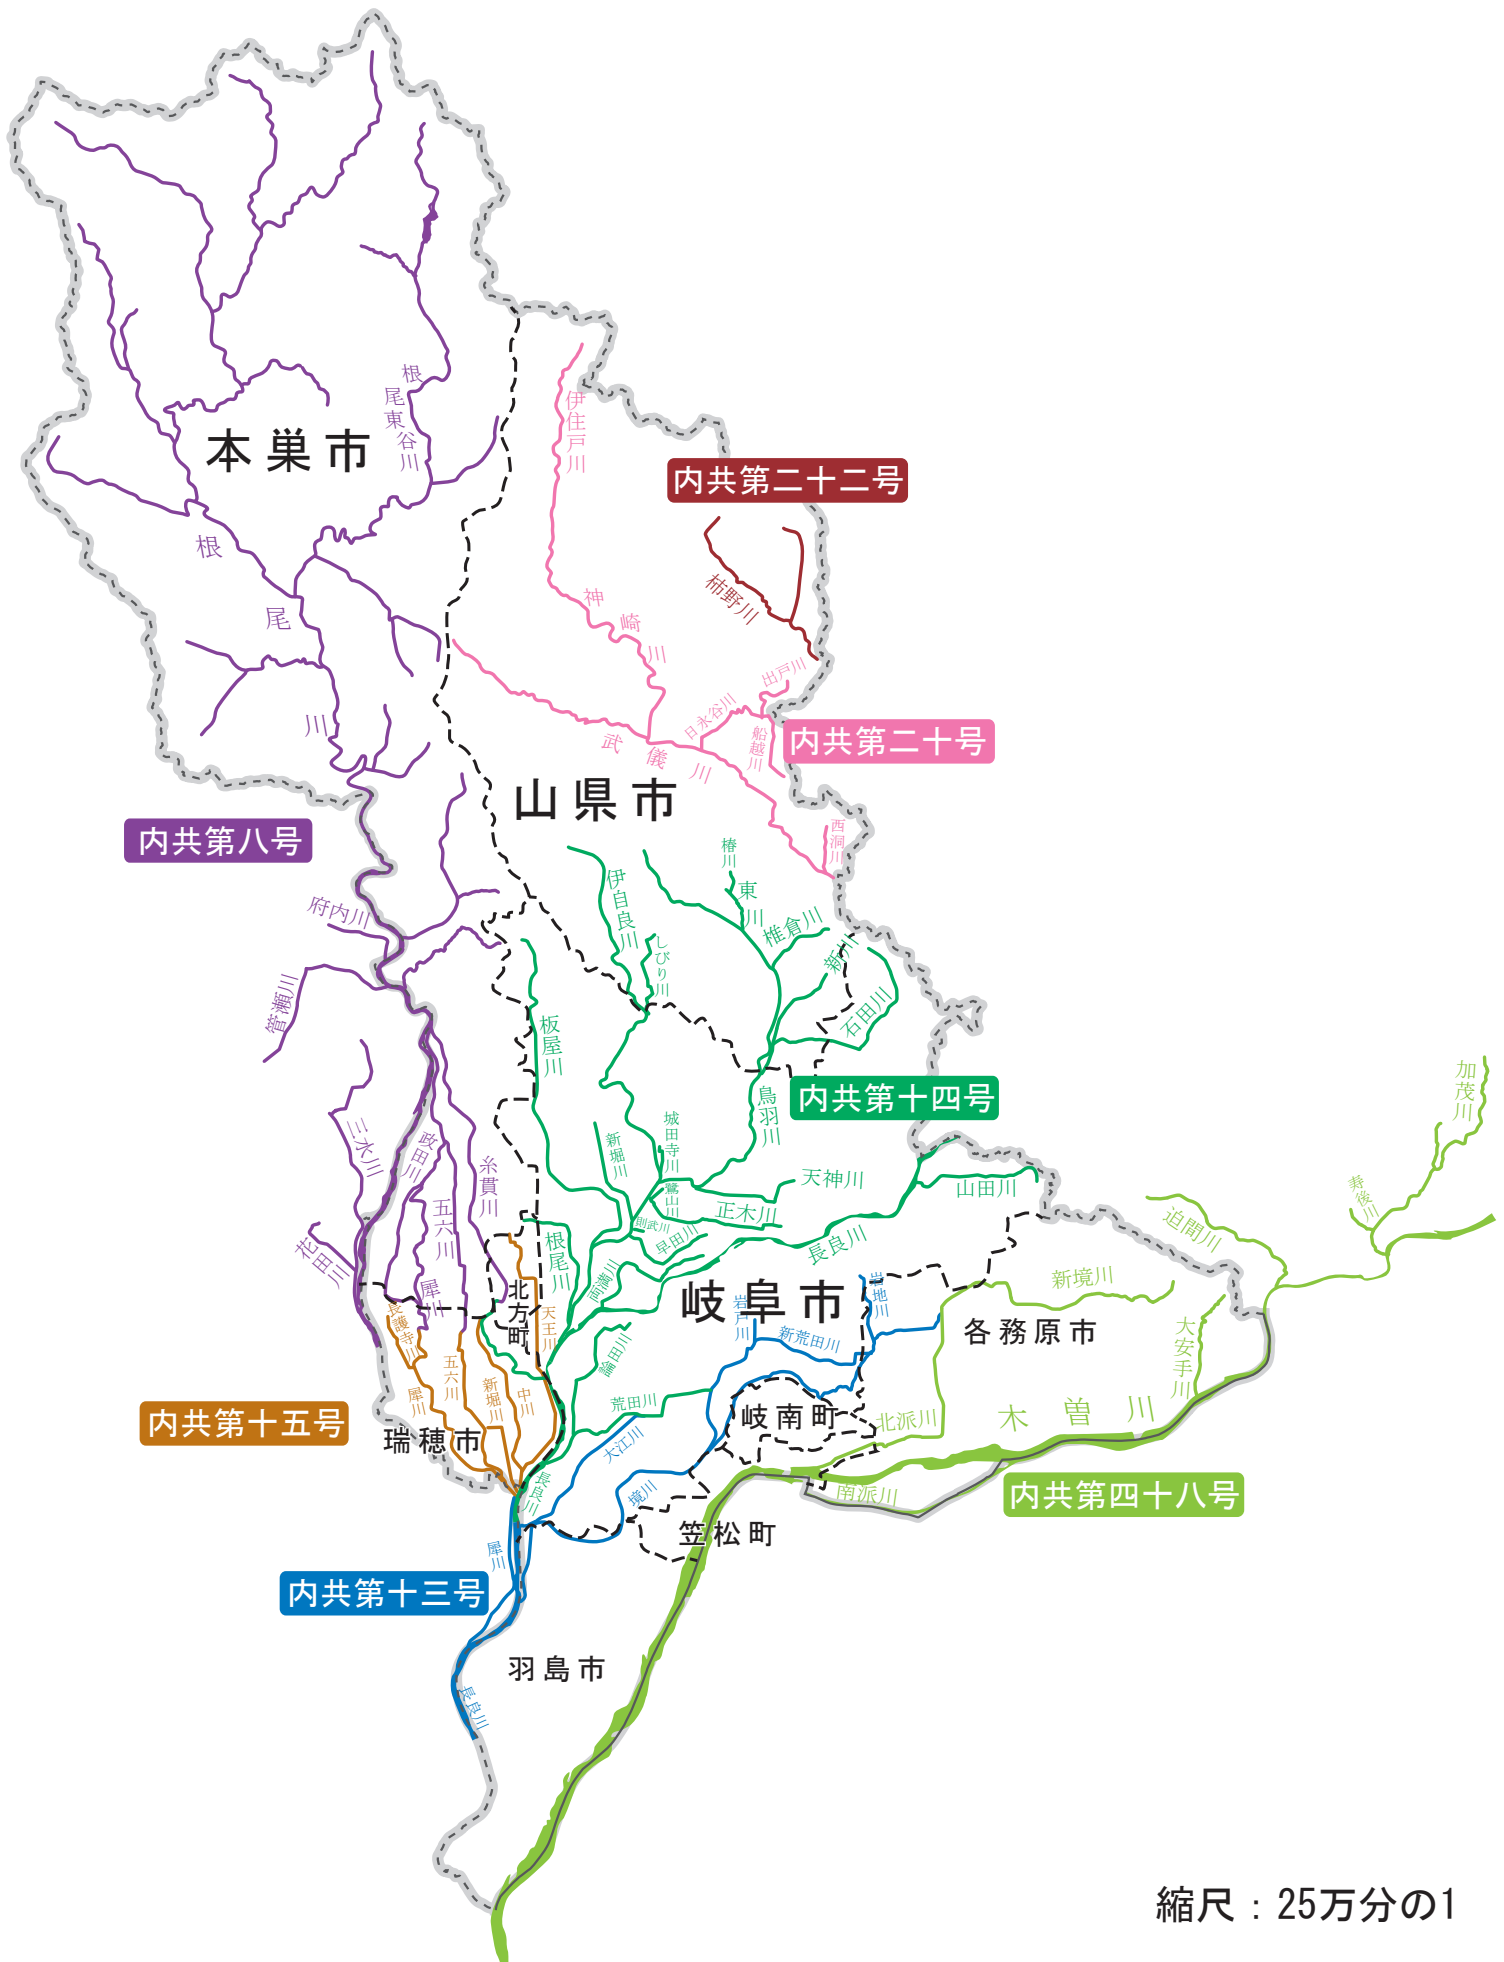 根尾東谷川
本巣市
伊住戸川
内共第二十二号
根尾川
柿野川
神崎川
出戸川
日永谷川
船越川
内共第二十号
武儀川
山県市
内共第八号
西洞川
椿川
東川
伊自良川
府内川
椎倉川
しびり川
新川
管瀬川
石田川
板屋川
内共第十四号
鳥羽川
加茂川
城田寺川
新堀川
三水川
政田川
糸貫川
天神川
山田川
鷺山川
寿後川
五六川
正木川
則武川
早田川
迫間川
花田川
根尾川
長良川
両満川
犀川
北方町
岐阜市
岩地川
新境川
長護寺川
天王川
岩戸川
新荒田川
各務原市
論田三
大安手川
五六川
新堀川
中川
犀川
荒田川
岐南町
北派川
木曽川
内共第十五号
瑞穂市
大江川
長良川
境川
南派川
内共第四十八号
笠松町
犀川
内共第十三号
羽島市
長良川
縮尺：25万分の1